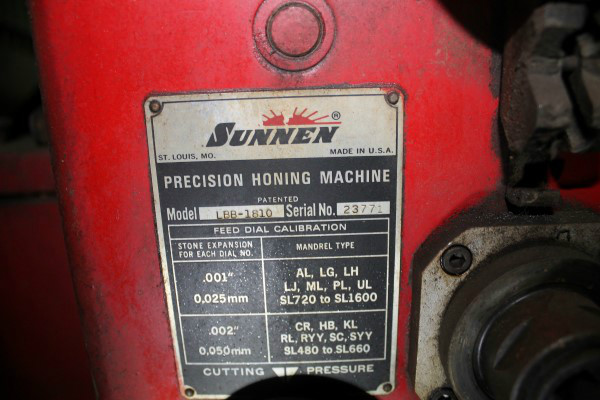 SUNNEN ®
ST. LOUIS, MO. MADE IN U.S.A.
PRECISION HONING MACHINE
PATENTED
Model LBB-1810 Serial No. 23771
FEED DIAL CALIBRATION
STONE EXPANSION FOR EACH DIAL NO. MANDREL TYPE
.001" AL, LG, LH
0,025mm LJ, ML, PL, UL
SL720 to SL1600
.002" CR, HB, KL
RL, RYY, SC, SYY
0,050mm SL480 to SL660
CUTTING PRESSURE